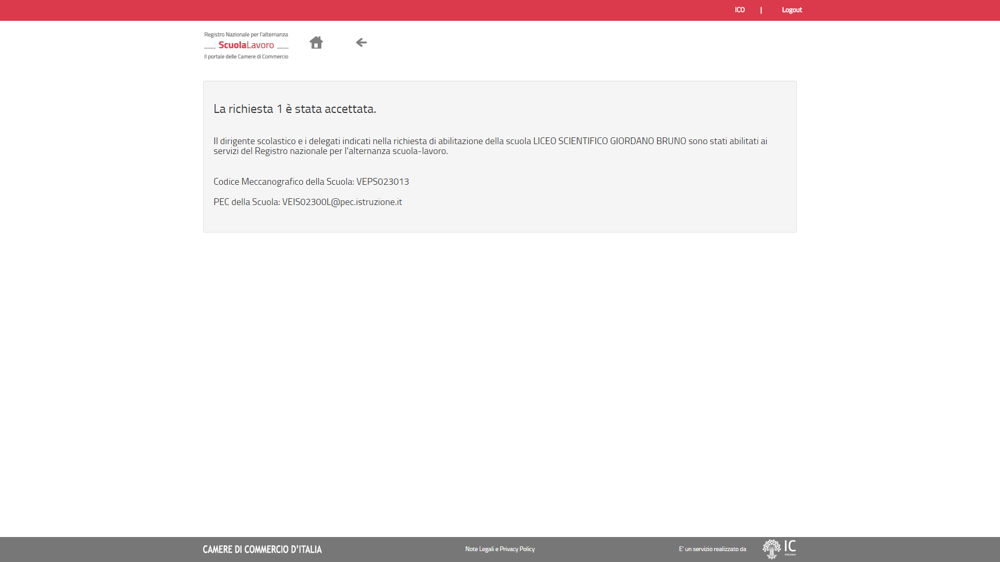 ICO | Logout
Registro Nazionale per l'alternanza
ScuolaLavoro
Il portale delle Camere di Commercio
La richiesta 1 è stata accettata.
Il dirigente scolastico e i delegati indicati nella richiesta di abilitazione della scuola LICEO SCIENTIFICO GIORDANO BRUNO sono stati abilitati ai
servizi del Registro nazionale per l'alternanza scuola-lavoro.
Codice Meccanografico della Scuola: VEPS023013
PEC della Scuola: VEIS02300L@pec.istruzione.it
CAMERE DI COMMERCIO D'ITALIA
Note Legali e Privacy Policy
E' un servizio realizzato da
IC
InfoCamere